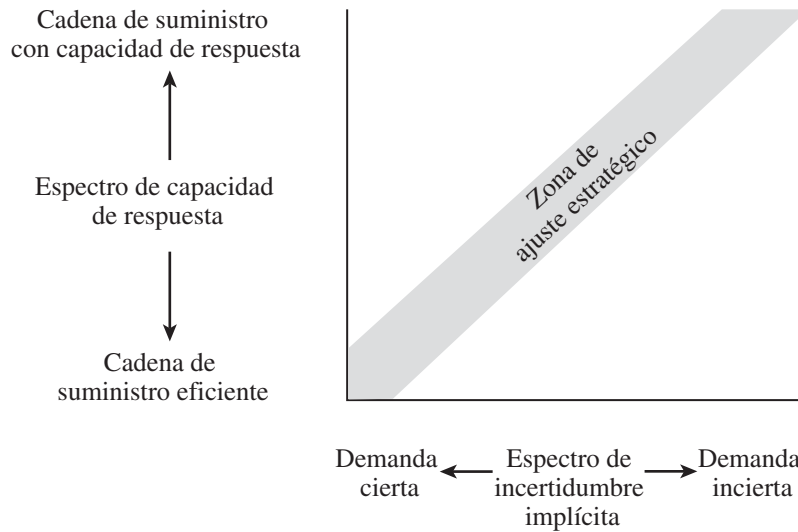 Cadena de suministro
con capacidad de respuesta
Espectro de capacidad
de respuesta
Cadena de
suministro eficiente
Zona de
ajuste estratégico
Demanda
cierta
Espectro de
incertidumbre
implícita
Demanda
incierta